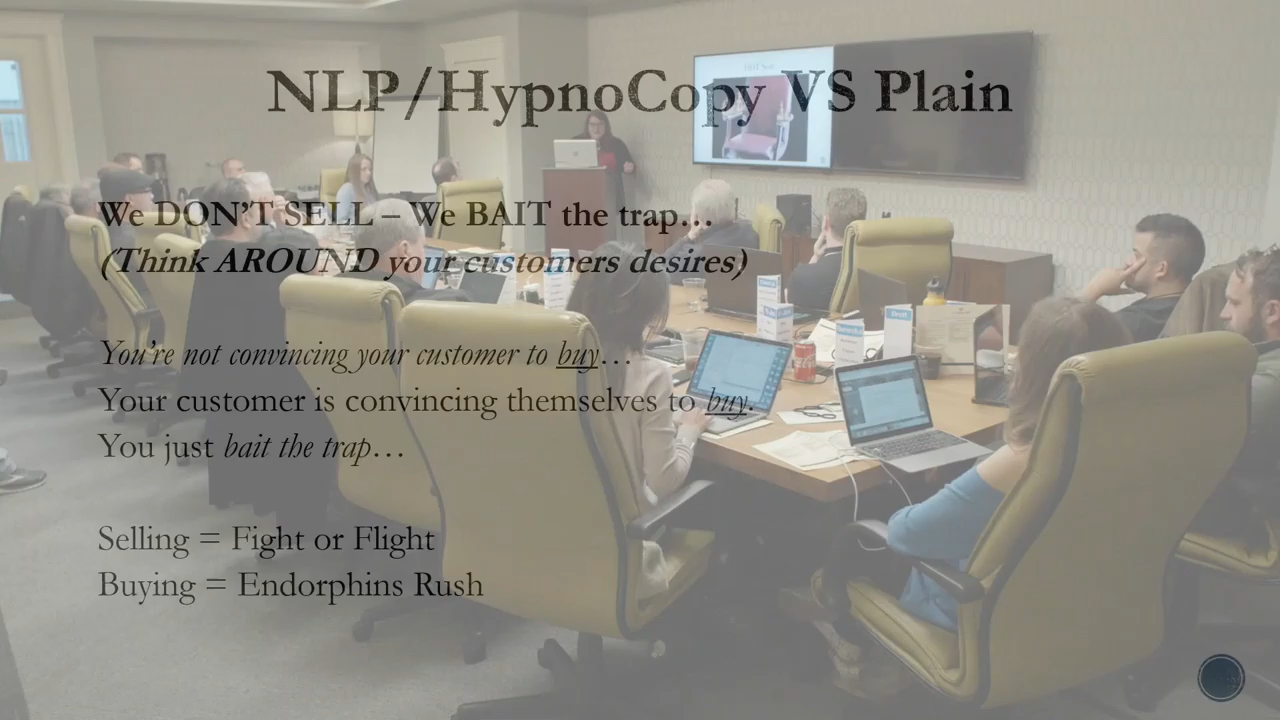 NLP/HypnoCopy VS Plain
We DON'T SELL – We BAIT the trap…
(Think AROUND your customers desires)
You're not convincing your customer to buy…
Your customer is convincing themselves to buy.
You just bait the trap…
Selling = Fight or Flight
Buying = Endorphins Rush